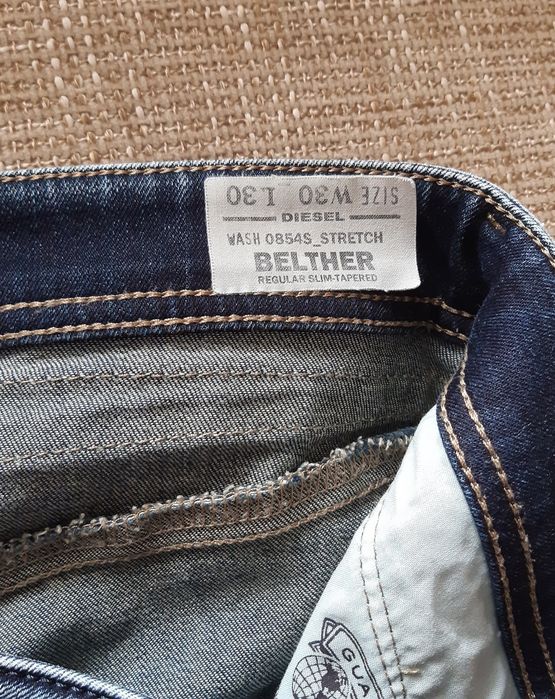 SIZE W30 L30
DIESEL
WASH 0854S_STRETCH
BELTHER
REGULAR SLIM-TAPERED